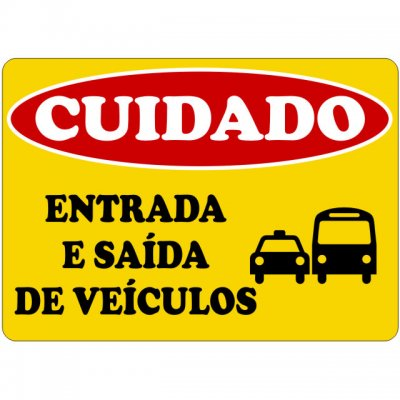 CUIDADO
ENTRADA
E SAÍDA
DE VEÍCULOS